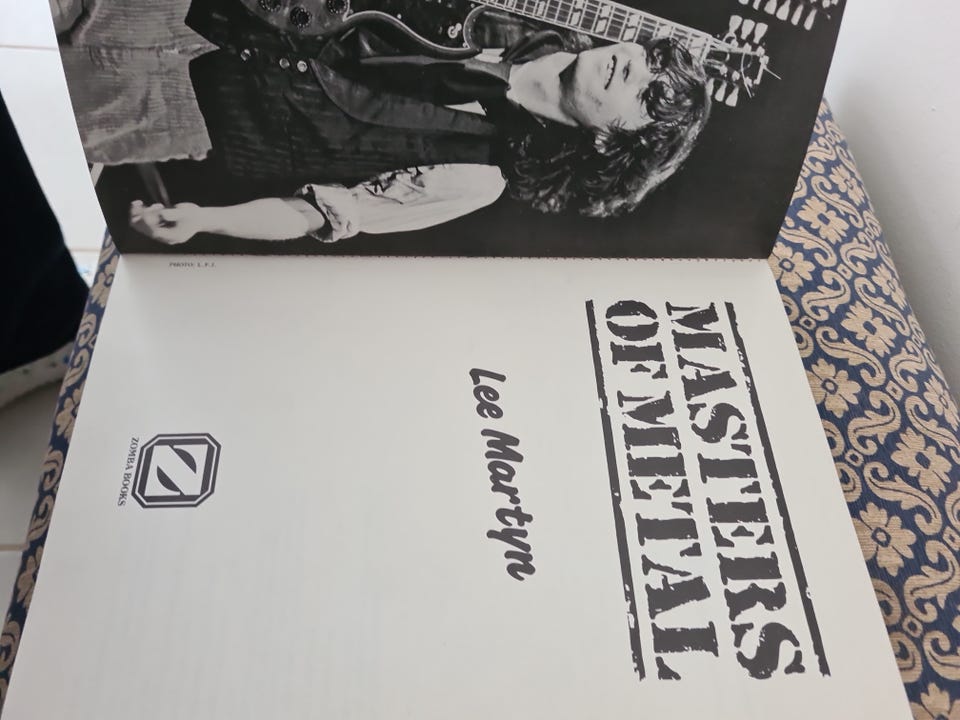 MASTERS
OF METAL
Lee Martyn
ZOMBA BOOKS
PHOTO: L.F.I.